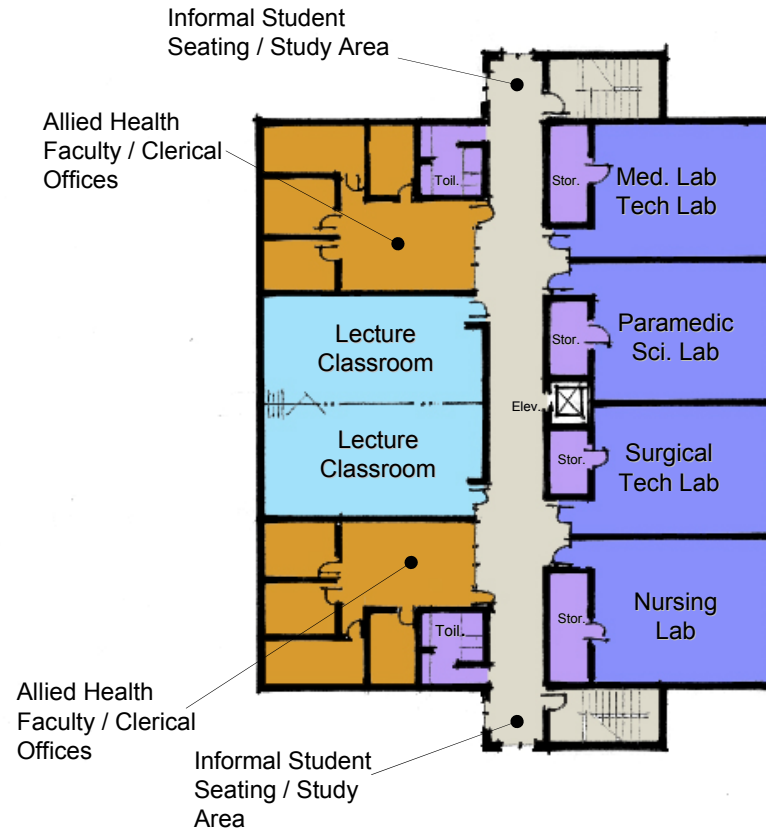 Informal Student
Seating / Study Area
Allied Health
Faculty / Clerical
Offices
Toil.
Stor.
Med. Lab
Tech Lab
Lecture
Classroom
Stor.
Paramedic
Sci. Lab
Elev.
Lecture
Classroom
Stor.
Surgical
Tech Lab
Toil.
Stor.
Nursing
Lab
Allied Health
Faculty / Clerical
Offices
Informal Student
Seating / Study
Area